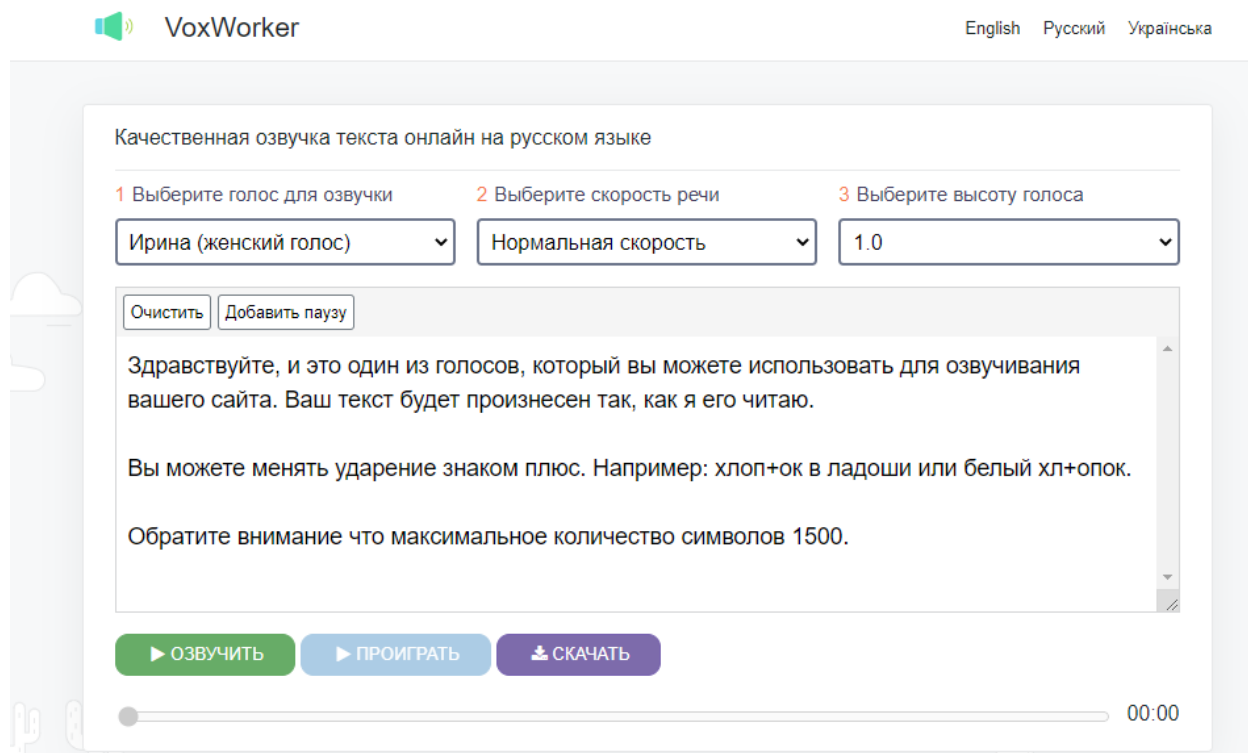 VoxWorker
English Русский Українська
Качественная озвучка текста онлайн на русском языке
1 Выберите голос для озвучки 2 Выберите скорость речи 3 Выберите высоту голоса
Ирина (женский голос) Нормальная скорость 1.0
Очистить Добавить паузу
Здравствуйте, и это один из голосов, который вы можете использовать для озвучивания
вашего сайта. Ваш текст будет произнесен так, как я его читаю.
Вы можете менять ударение знаком плюс. Например: хлоп+ок в ладоши или белый хл+опок.
Обратите внимание что максимальное количество символов 1500.
ОЗВУЧИТЬ ПРОИГРАТЬ СКАЧАТЬ
00:00